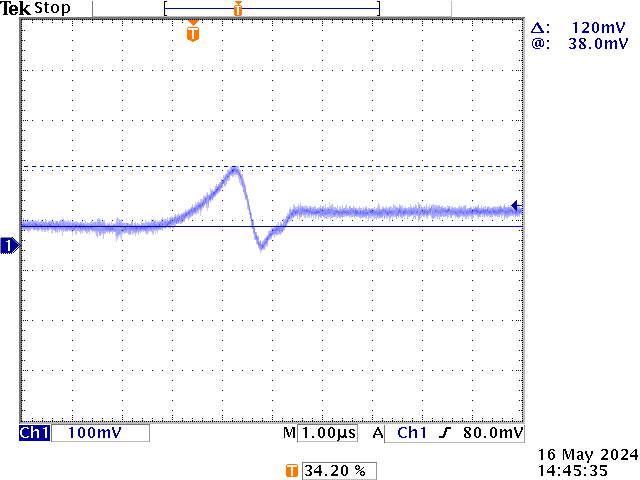 Tek Stop
T
T
Δ: 120mV
@: 38.0mV
1
Ch1 100mV M 1.00µs A Ch1 80.0mV
T 34.20 %
16 May 2024
14:45:35